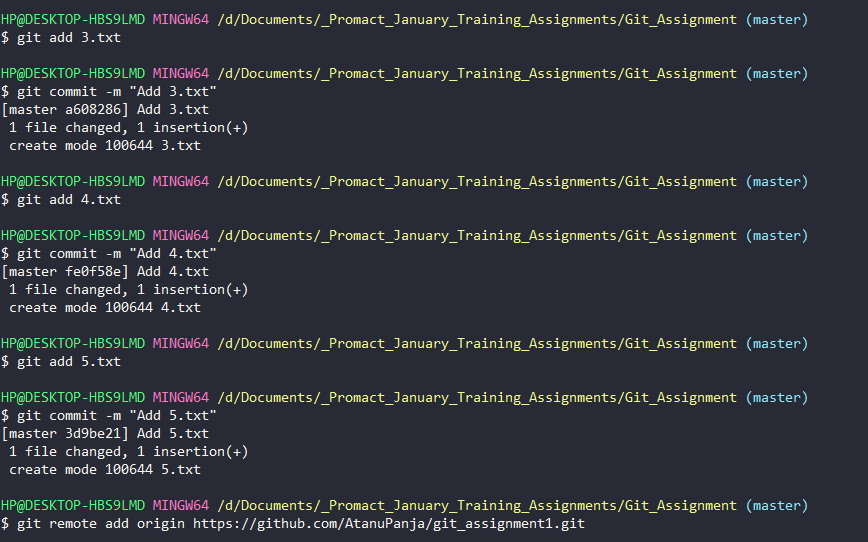 HP@DESKTOP-HBS9LMD MINGW64 /d/Documents/_Promact_January_Training_Assignments/Git_Assignment (master)
$ git add 3.txt
HP@DESKTOP-HBS9LMD MINGW64 /d/Documents/_Promact_January_Training_Assignments/Git_Assignment (master)
$ git commit -m "Add 3.txt"
[master a608286] Add 3.txt
 1 file changed, 1 insertion(+)
 create mode 100644 3.txt
HP@DESKTOP-HBS9LMD MINGW64 /d/Documents/_Promact_January_Training_Assignments/Git_Assignment (master)
$ git add 4.txt
HP@DESKTOP-HBS9LMD MINGW64 /d/Documents/_Promact_January_Training_Assignments/Git_Assignment (master)
$ git commit -m "Add 4.txt"
[master fe0f58e] Add 4.txt
 1 file changed, 1 insertion(+)
 create mode 100644 4.txt
HP@DESKTOP-HBS9LMD MINGW64 /d/Documents/_Promact_January_Training_Assignments/Git_Assignment (master)
$ git add 5.txt
HP@DESKTOP-HBS9LMD MINGW64 /d/Documents/_Promact_January_Training_Assignments/Git_Assignment (master)
$ git commit -m "Add 5.txt"
[master 3d9be21] Add 5.txt
 1 file changed, 1 insertion(+)
 create mode 100644 5.txt
HP@DESKTOP-HBS9LMD MINGW64 /d/Documents/_Promact_January_Training_Assignments/Git_Assignment (master)
$ git remote add origin https://github.com/AtanuPanja/git_assignment1.git